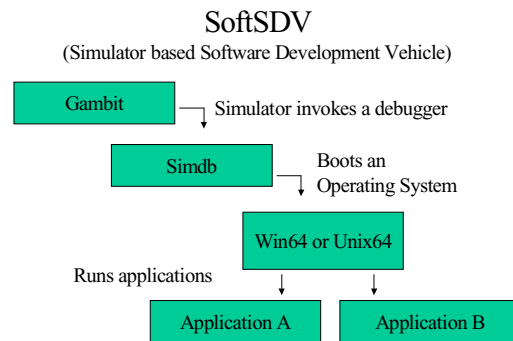 SoftSDV
(Simulator based Software Development Vehicle)
Gambit
Simulator invokes a debugger
Simdb
Boots an
Operating System
Win64 or Unix64
Runs applications
Application A
Application B